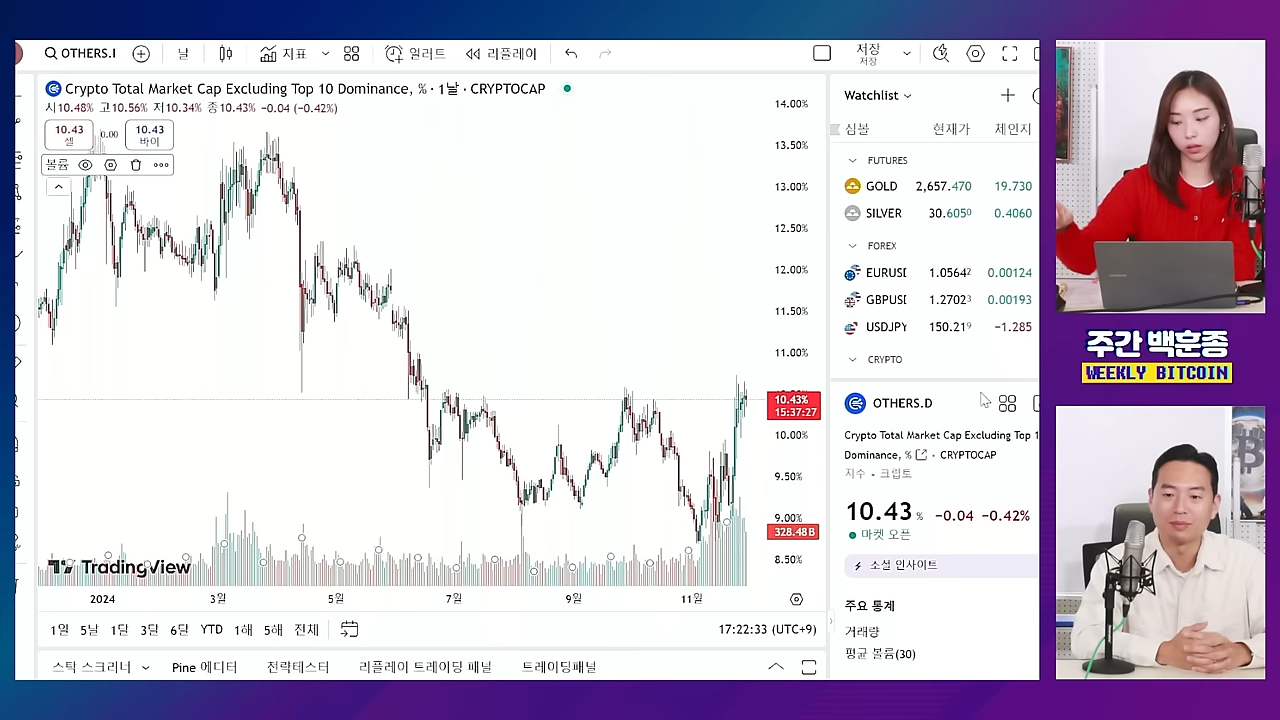 OTHERS.I
날
지표
얼러트
리플레이
저장
저장
Crypto Total Market Cap Excluding Top 10 Dominance, % · 1날 · CRYPTOCAP
시10.48% 고10.56% 저10.34% 종10.43% −0.04 (−0.42%)
10.43
셀
0.00
10.43
바이
볼륨
14.00%
13.50%
13.00%
12.50%
12.00%
11.50%
11.00%
10.43%
15:37:27
10.00%
9.50%
9.00%
328.48B
8.50%
TradingView
2024
3월
5월
7월
9월
11월
1일 5날 1달 3달 6달 YTD 1해 5해 전체
17:22:33 (UTC+9)
스탁 스크리너
Pine 에디터
전략테스터
리플레이 트레이딩 패널
트레이딩패널
Watchlist
심볼 현재가 체인지
FUTURES
GOLD 2,657.470 19.730
SILVER 30.6050 0.4060
FOREX
EURUSI 1.05642 0.00124
GBPUSI 1.27023 0.00193
USDJPY 150.219 −1.285
CRYPTO
OTHERS.D
Crypto Total Market Cap Excluding Top 1
Dominance, % • CRYPTOCAP
지수 • 크립토
10.43 % −0.04 −0.42%
마켓 오픈
소셜 인사이트
주요 통계
거래량
평균 볼륨(30)
주간 백훈종
WEEKLY BITCOIN